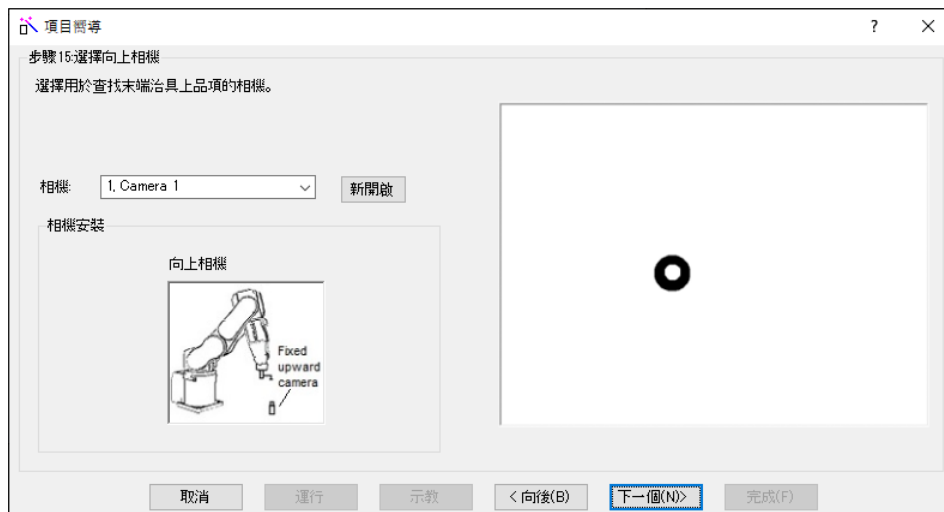 項目嚮導
?
步驟15:選擇向上相機
選擇用於查找末端治具上品項的相機。
相機:
1, Camera 1
新開啟
相機安裝
向上相機
Fixed
upward
camera
取消
運行
示教
< 向後(B)
下一個(N)>
完成(F)